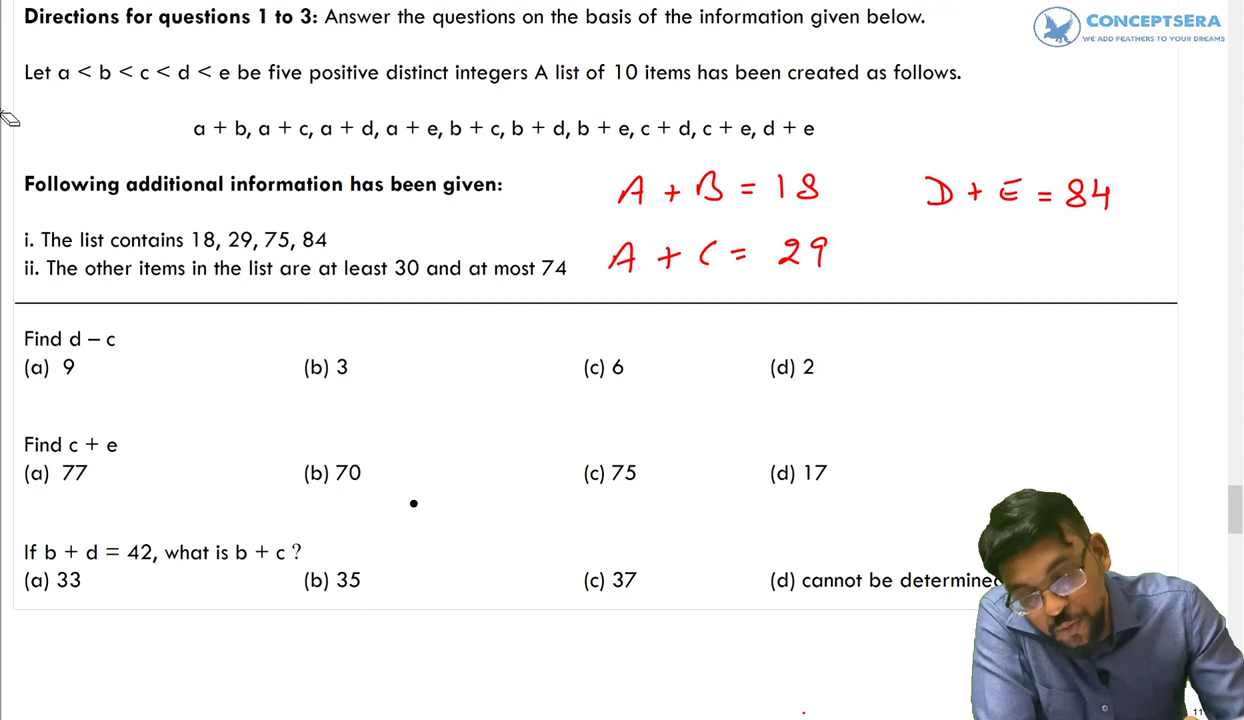 Directions for questions 1 to 3: Answer the questions on the basis of the information given below.
CONCEPTSERA
WE ADD FEATHERS TO YOUR DREAMS
Let a < b < c < d < e be five positive distinct integers A list of 10 items has been created as follows.
a + b, a + c, a + d, a + e, b + c, b + d, b + e, c + d, c + e, d + e
Following additional information has been given:
A + B = 18
D + E = 84
i. The list contains 18, 29, 75, 84
A + C = 29
ii. The other items in the list are at least 30 and at most 74
Find d – c
(a) 9 (b) 3 (c) 6 (d) 2
Find c + e
(a) 77 (b) 70 (c) 75 (d) 17
If b + d = 42, what is b + c ?
(a) 33 (b) 35 (c) 37 (d) cannot be determine
11